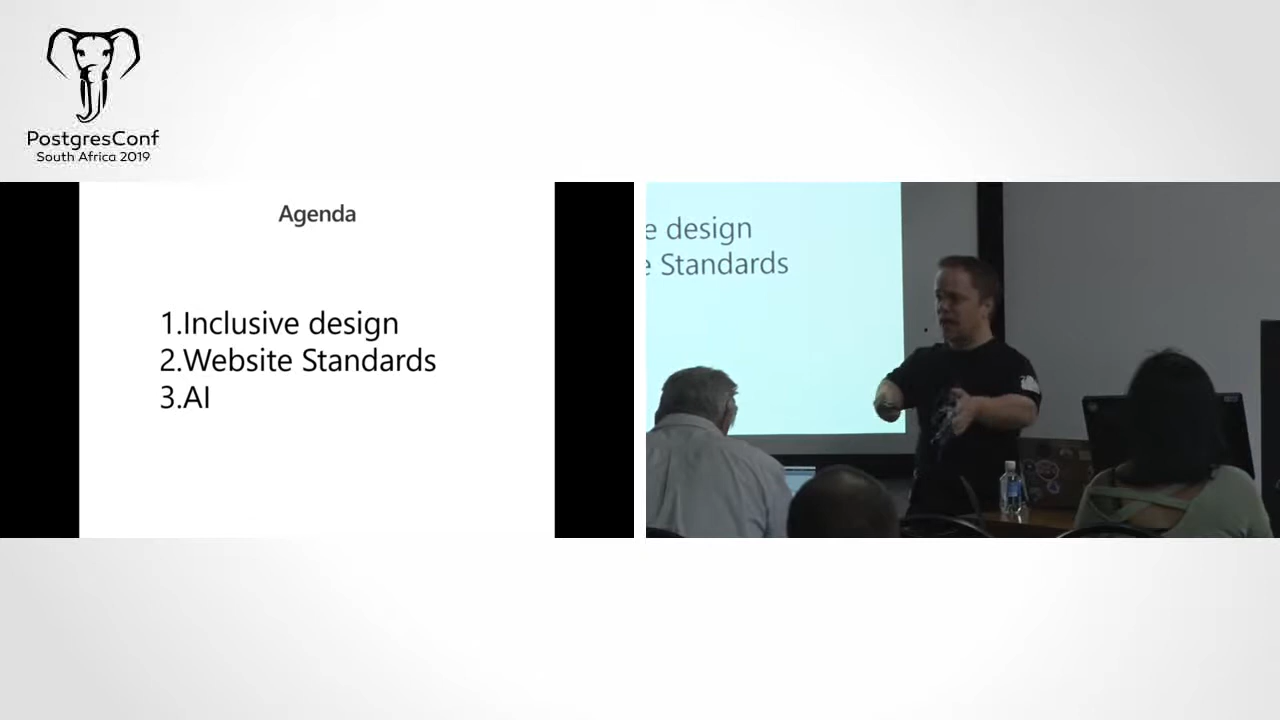 PostgresConf
South Africa 2019
Agenda
1.Inclusive design
2.Website Standards
3.AI
e design
e Standards